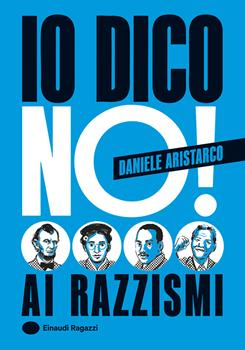 IO DICO
NO!
DANIELE ARISTARCO
AI RAZZISMI
Einaudi Ragazzi